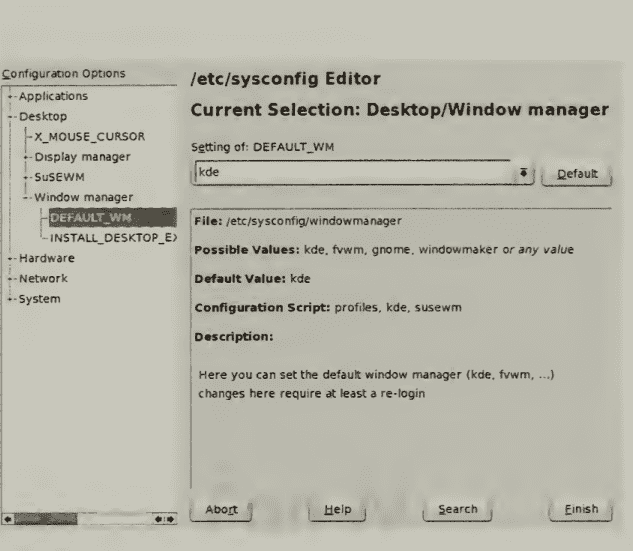 Configuration Options
Applications
Desktop
X_MOUSE_CURSOR
Display manager
SuSEWM
Window manager
DEFAULT_WM
INSTALL_DESKTOP_EX
Hardware
Network
System
/etc/sysconfig Editor
Current Selection: Desktop/Window manager
Setting of: DEFAULT_WM
kde
Default
File: /etc/sysconfig/windowmanager
Possible Values: kde, fvwm, gnome, windowmaker or any value
Default Value: kde
Configuration Script: profiles, kde, susewm
Description:
Here you can set the default window manager (kde, fvwm, ...)
changes here require at least a re-login
Abort
Help
Search
Finish